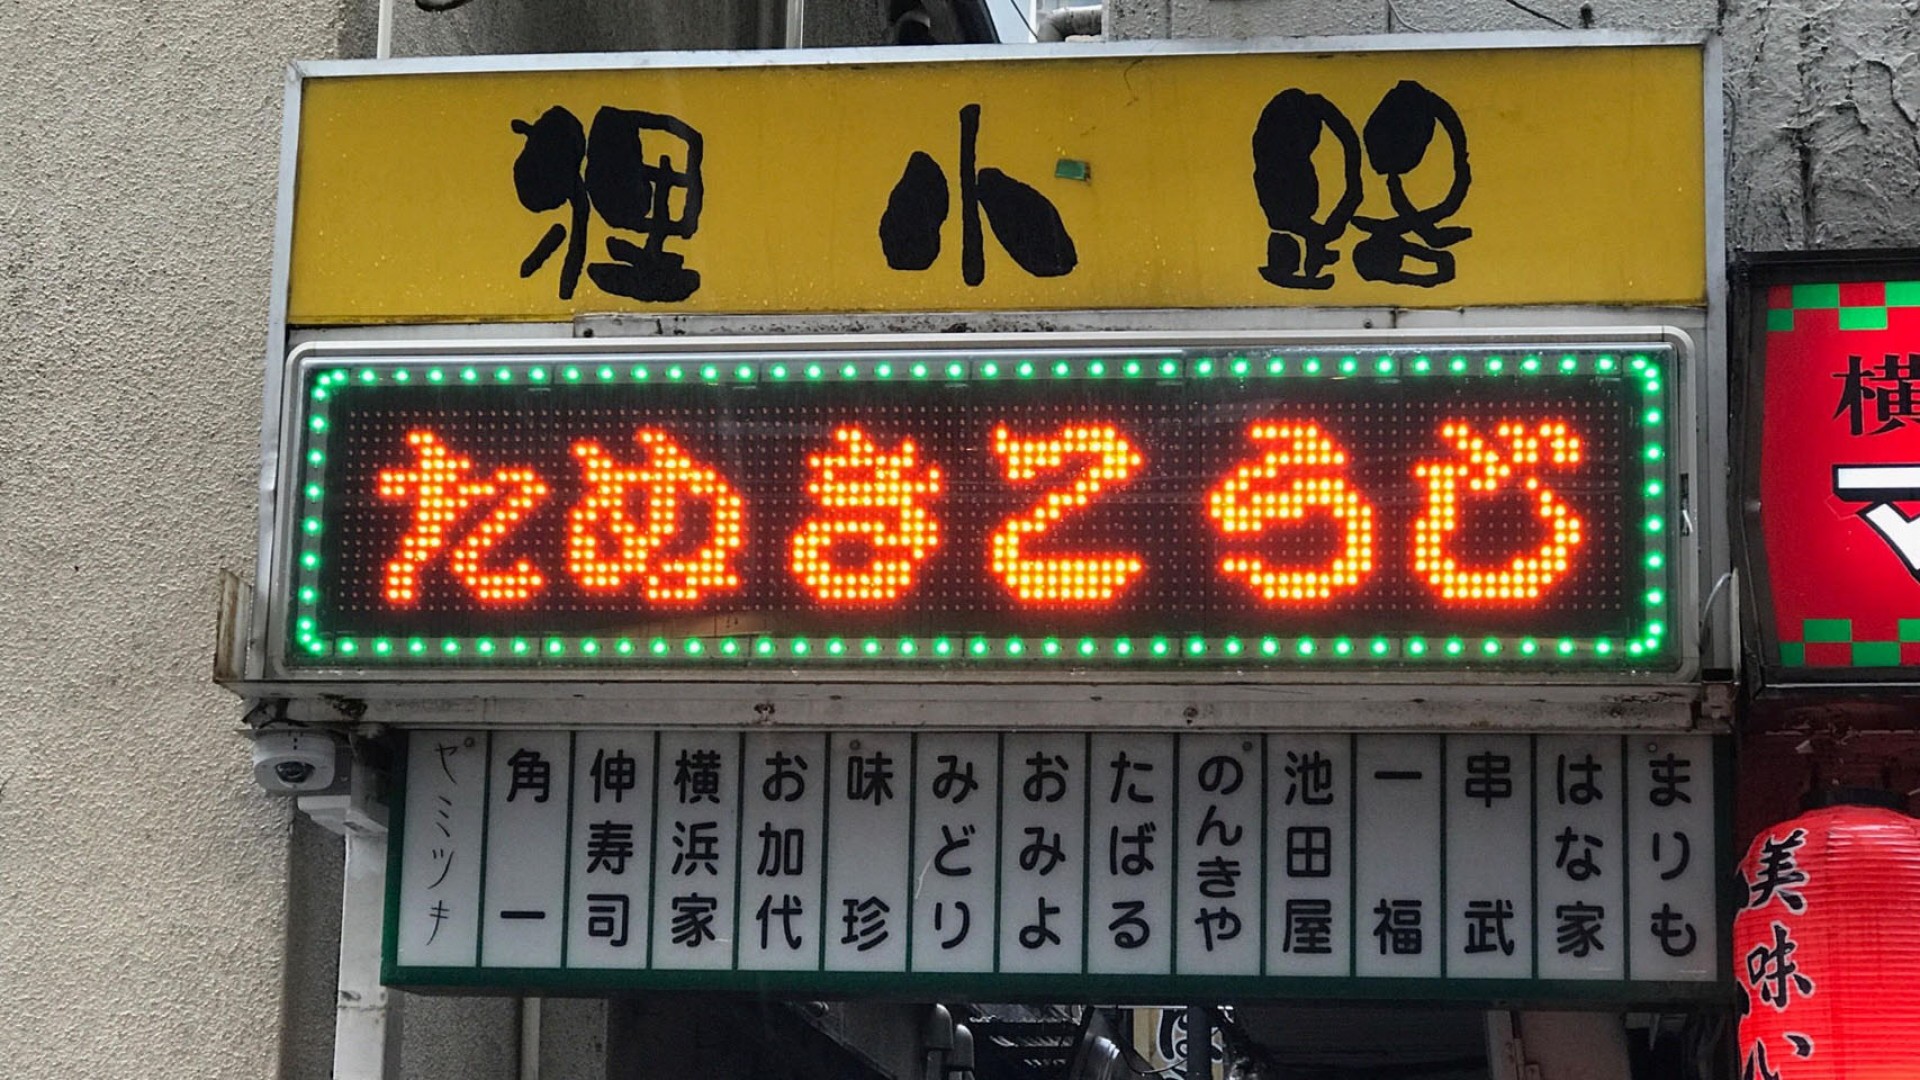 狸小路
たぬきこうじ
まりも
はな家
串武
一福
池田屋
のんきや
たばる
おみよ
みどり
味珍
お加代
横浜家
伸寿司
角一
ヤミツキ
横
美味